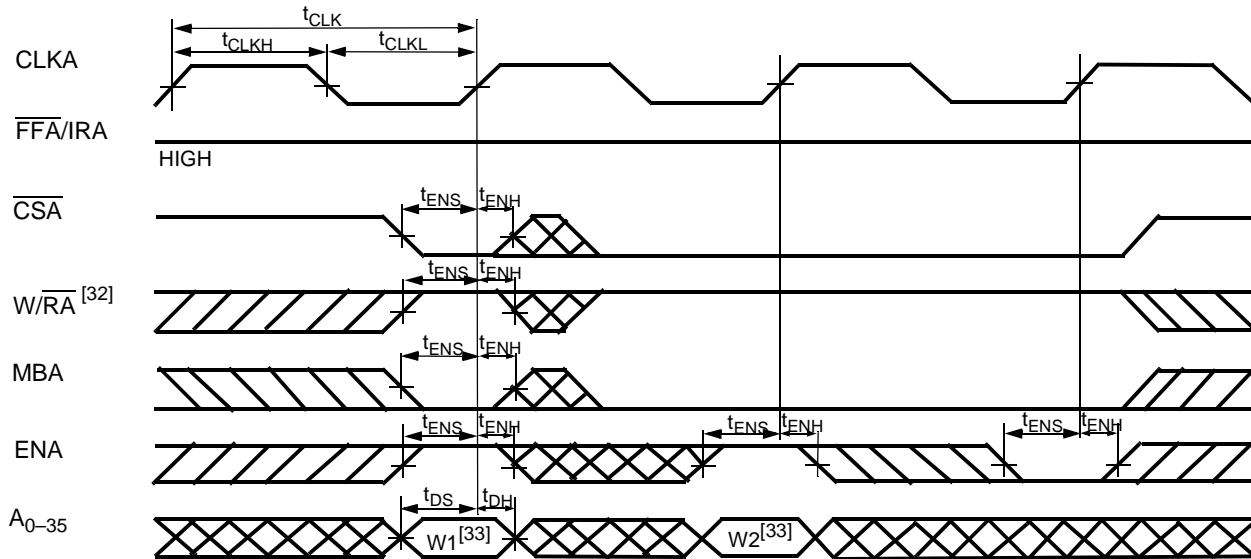 tCLK
tCLKH tCLKL
CLKA
FFA/IRA
HIGH
tENS tENH
CSA
tENS tENH
W/RA [32]
tENS tENH
MBA
tENS tENH tENS tENH tENS tENH
ENA
tDS tDH
A0–35 W1[33] W2[33]